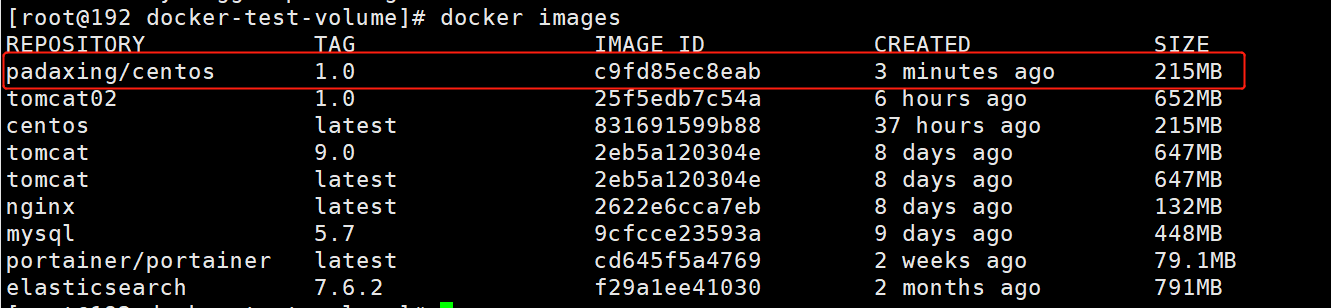 [root@192 docker-test-volume]# docker images
REPOSITORY TAG IMAGE ID CREATED SIZE
padaxing/centos 1.0 c9fd85ec8eab 3 minutes ago 215MB
tomcat02 1.0 25f5edb7c54a 6 hours ago 652MB
centos latest 831691599b88 37 hours ago 215MB
tomcat 9.0 2eb5a120304e 8 days ago 647MB
tomcat latest 2eb5a120304e 8 days ago 647MB
nginx latest 2622e6cca7eb 8 days ago 132MB
mysql 5.7 9cfcce23593a 9 days ago 448MB
portainer/portainer latest cd645f5a4769 2 weeks ago 79.1MB
elasticsearch 7.6.2 f29a1ee41030 2 months ago 791MB